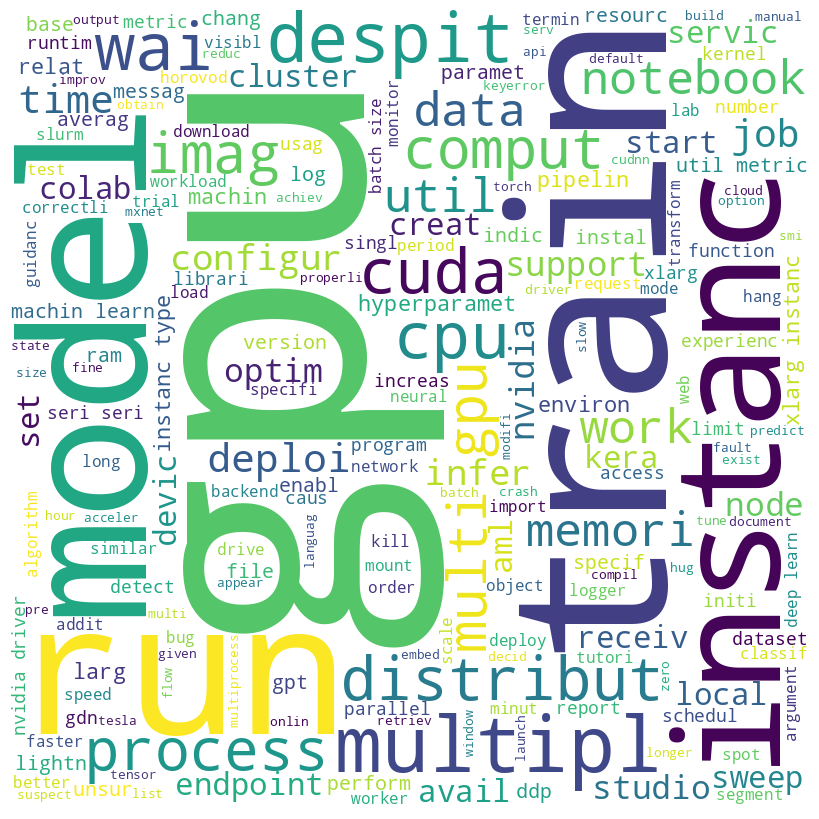 base
output
metric
chang
wai
despit
termin
resourc
build
manual
runtim
visibl
reduc
serv
api
servic
relat
improv
horovod
cluster
paramet
default
kernel
time
messag
obtain
keyerror
notebook
slurm
averag
download
usag
batch size
monitor
data
lab
number
test
imag
log
comput
cudnn
start
job
colab
workload
trial
machin
achiev
util
torch
pipelin
util metric
cloud
option
correctli
mxnet
creat
transform
guidanc
singl
period
indic
instal
function
smi
configur
properli
cuda
support
xlarg
librari
load
driver
request
mode
hang
machin learn
hyperparamet
state
model
gpu
train
instanc
ram
version
cpu
nvidia
slow
experienc
web
xlarg instanc
size
fine
instanc type
optim
specifi
increas
neural
multi gpu
environ
seri seri
set
limit
predict
long
devic
deploi
program
network
work
fault
exist
modifi
infer
kera
access
hour
acceler
enabl
backend
caus
languag
batch
crash
import
node
tune
document
algorithm
similar
drive
file
appear
kill
mount
order
aml
memori
hug
deep learn
detect
object
specif
compil
logger
initi
pre
multi
addit
bug
given
run
scale
deploy
receiv
dataset
classif
nvidia driver
larg
flow
multiprocess
gpt
embed
decid
tutori
distribut
zero
local
argument
speed
gdn
tesla
onlin
parallel
retriev
window
minut
launch
report
schedul
faster
lightn
process
multipl
longer
spot
better
suspect
unsur
list
tensor
endpoint
perform
worker
avail
ddp
studio
sweep
segment